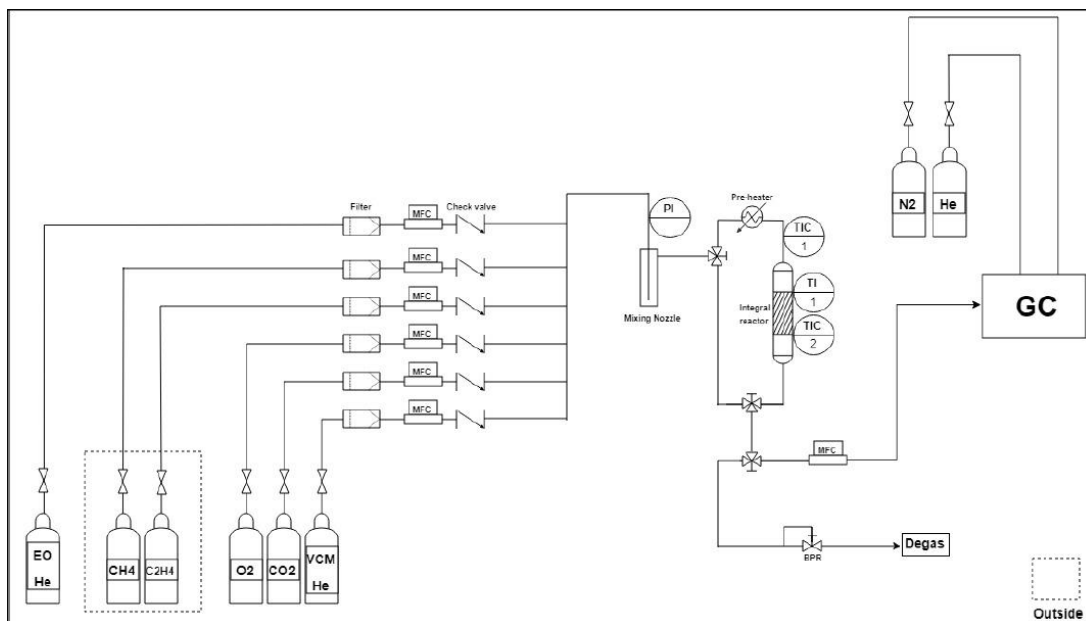 N2
He
Filter
MFC
Check valve
PI
Pre-heater
TIC
1
MFC
MFC
Mixing Nozzle
Integral
reactor
TI
1
TIC
2
GC
MFC
MFC
MFC
MFC
BPR
Degas
EO
He
CH4
C2H4
O2
CO2
VCM
He
Outside